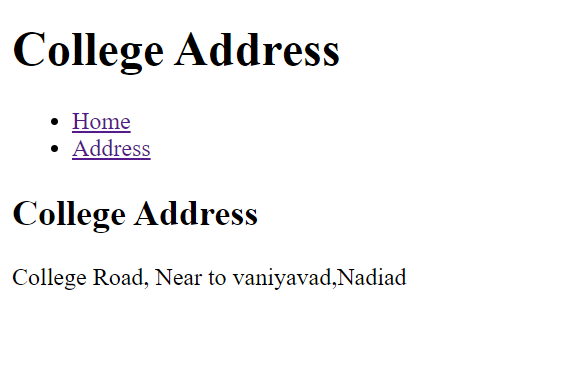 College Address
Home
Address
College Address
College Road, Near to vaniyavad,Nadiad